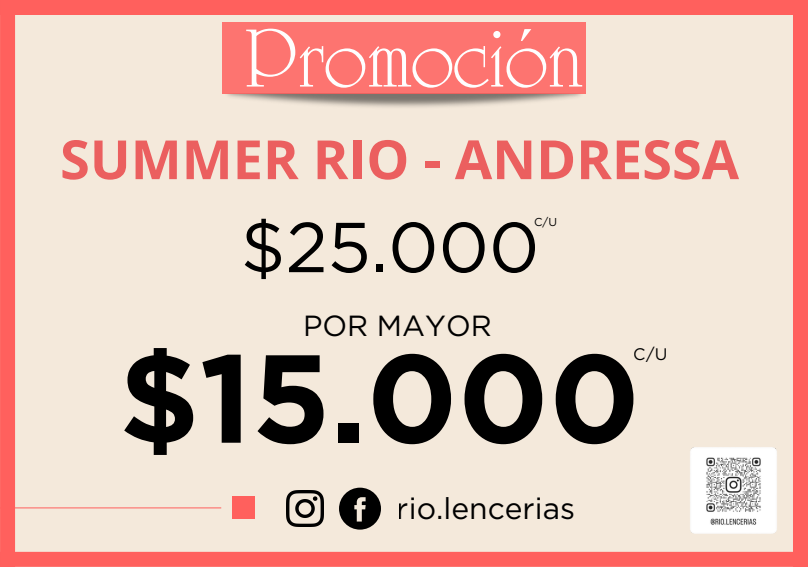 Promoción
SUMMER RIO - ANDRESSA
$25.000 C/U
POR MAYOR
$15.000 C/U
rio.lencerias
@RIO.LENCERIAS